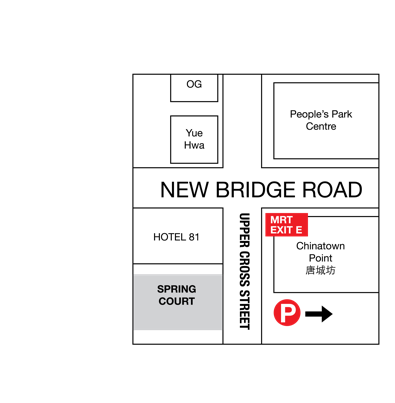 OG
People's Park
Centre
Yue
Hwa
NEW BRIDGE ROAD
MRT
EXIT E
UPPER CROSS STREET
HOTEL 81
Chinatown
Point
唐城坊
SPRING
COURT
P